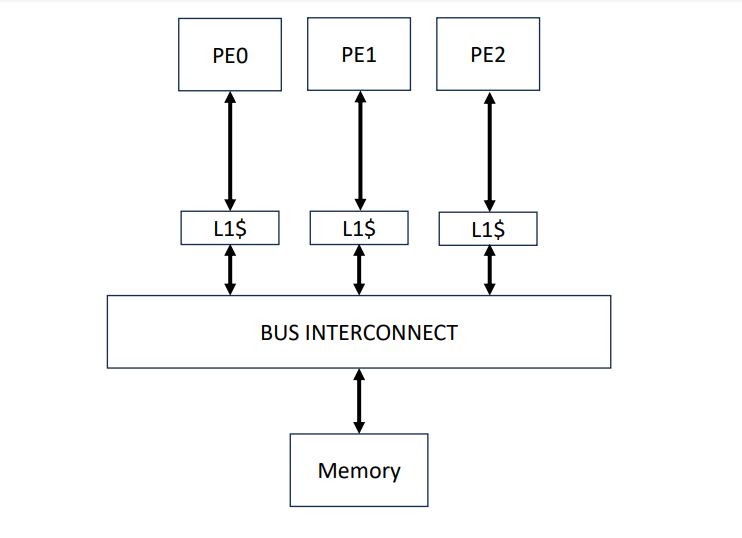 PE0
PE1
PE2
L1$
L1$
L1$
BUS INTERCONNECT
Memory